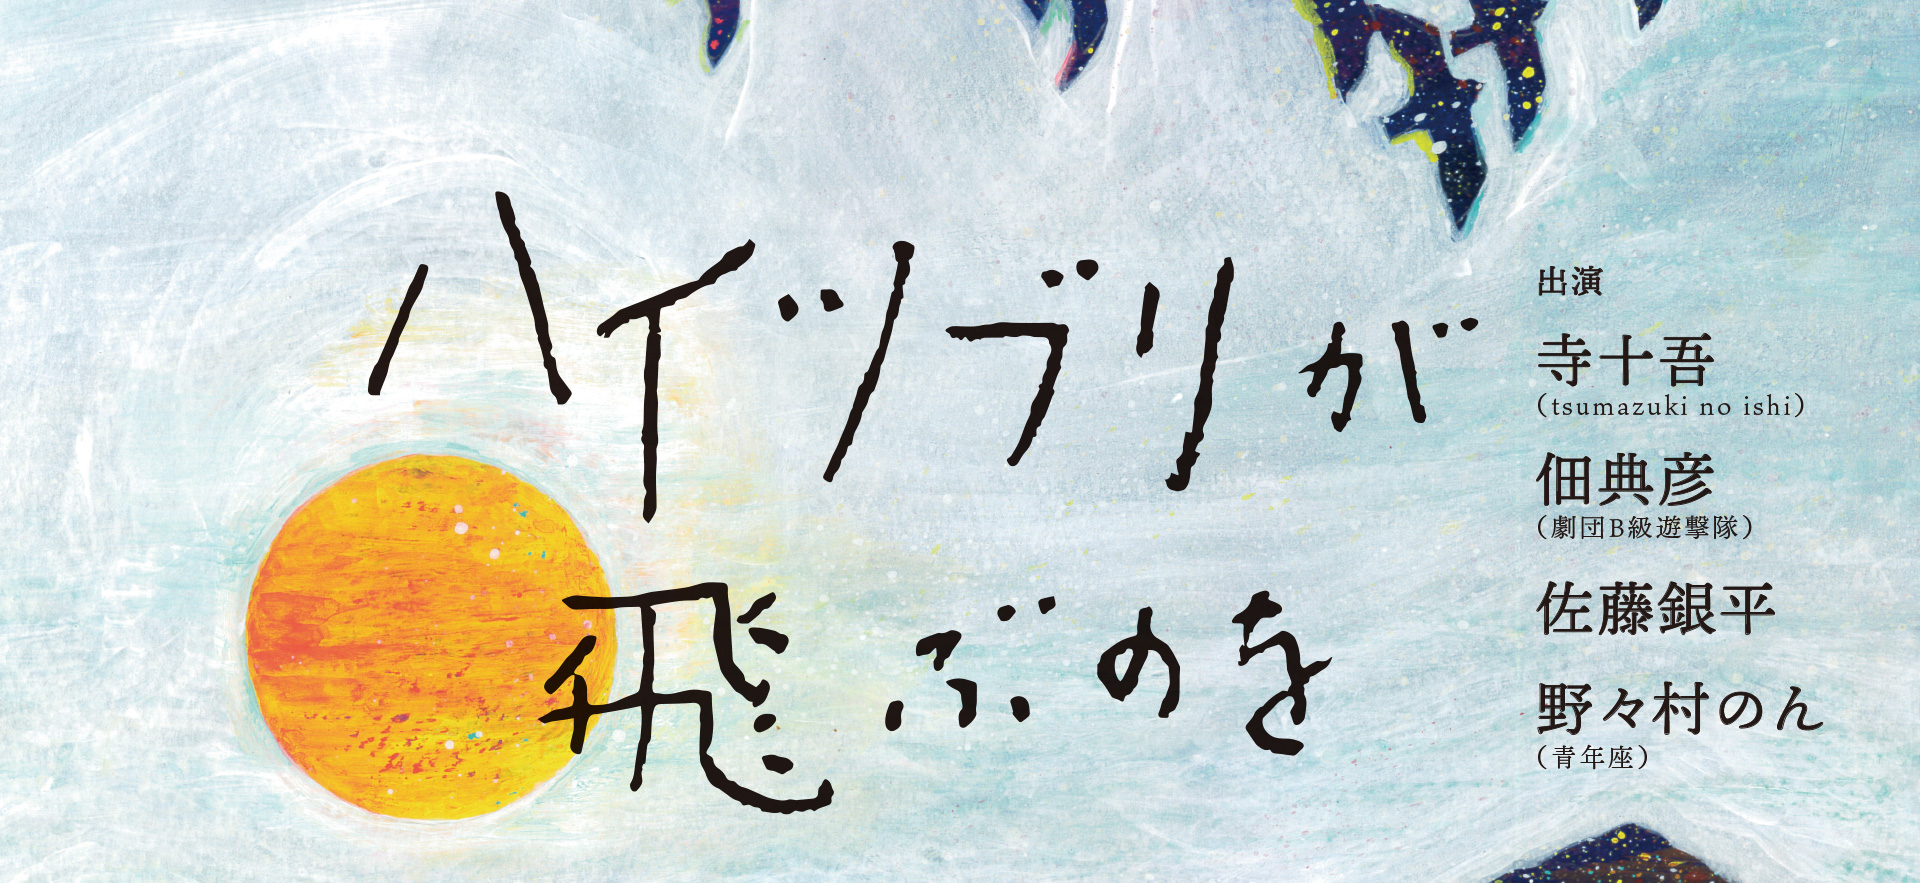 ハイツブリが
飛ぶのを
出演
寺十吾
（tsumazuki no ishi）
佃典彦
（劇団B級遊撃隊）
佐藤銀平
野々村のん
（青年座）